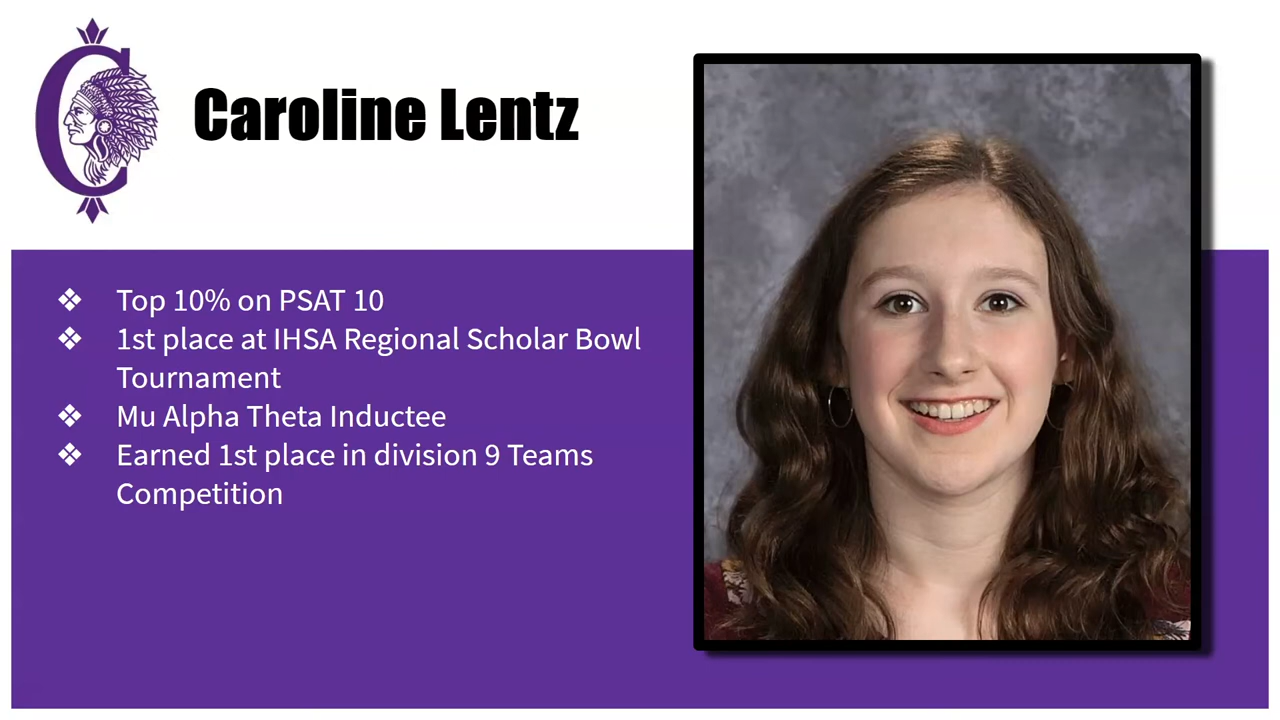 Caroline Lentz
❖ Top 10% on PSAT 10
❖ 1st place at IHSA Regional Scholar Bowl
Tournament
❖ Mu Alpha Theta Inductee
❖ Earned 1st place in division 9 Teams
Competition